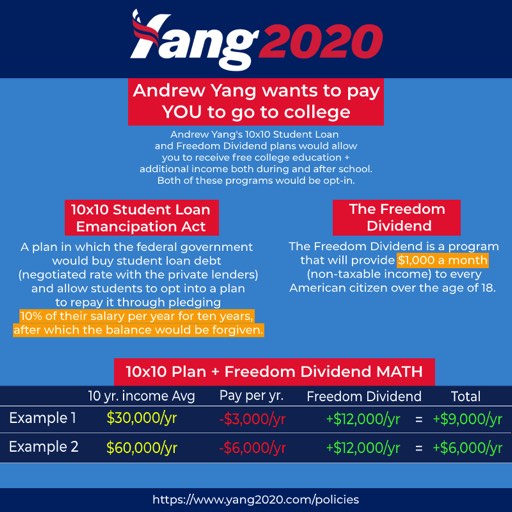 Yang 2020
Andrew Yang wants to pay
YOU to go to college
Andrew Yang's 10x10 Student Loan
and Freedom Dividend plans would allow
you to receive free college education +
additional income both during and after school.
Both of these programs would be opt-in.
10x10 Student Loan
Emancipation Act
A plan in which the federal government
would buy student loan debt
(negotiated rate with the private lenders)
and allow students to opt into a plan
to repay it through pledging
10% of their salary per year for ten years,
after which the balance would be forgiven.
The Freedom
Dividend
The Freedom Dividend is a program
that will provide $1,000 a month
(non-taxable income) to every
American citizen over the age of 18.
10x10 Plan + Freedom Dividend MATH
10 yr. income Avg Pay per yr. Freedom Dividend Total
Example 1 $30,000/yr -$3,000/yr +$12,000/yr = +$9,000/yr
Example 2 $60,000/yr -$6,000/yr +$12,000/yr = +$6,000/yr
https://www.yang2020.com/policies